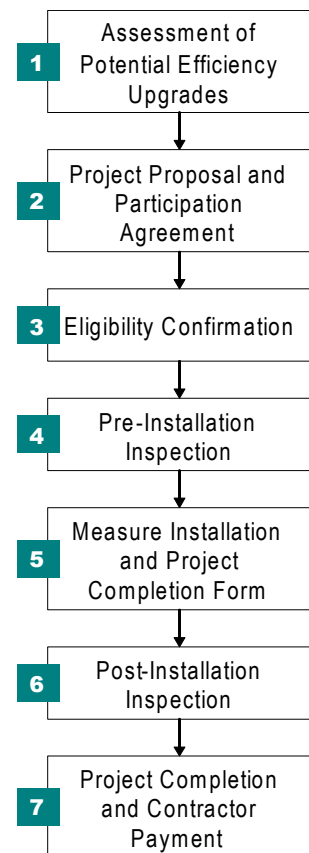 1
Assessment of
Potential Efficiency
Upgrades
2
Project Proposal and
Participation
Agreement
3
Eligibility Confirmation
4
Pre-Installation
Inspection
5
Measure Installation
and Project
Completion Form
6
Post-Installation
Inspection
7
Project Completion
and Contractor
Payment